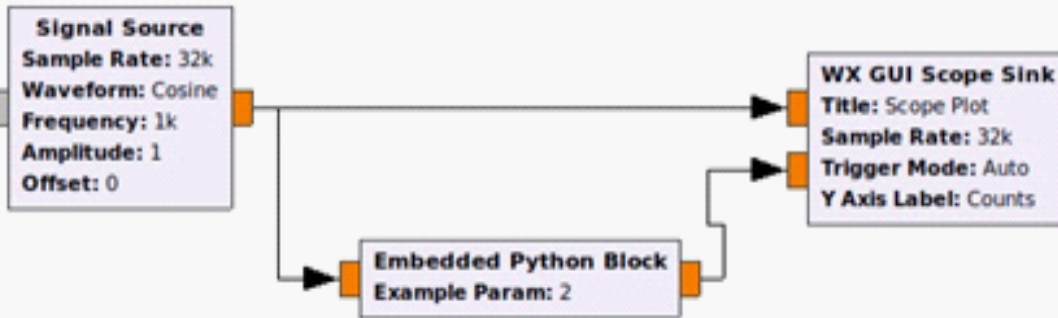 Signal Source
Sample Rate: 32k
Waveform: Cosine
Frequency: 1k
Amplitude: 1
Offset: 0
WX GUI Scope Sink
Title: Scope Plot
Sample Rate: 32k
Trigger Mode: Auto
Y Axis Label: Counts
Embedded Python Block
Example Param: 2